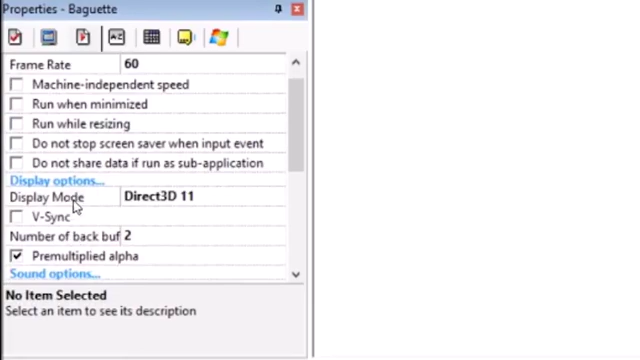 Properties - Baguette
Frame Rate 60
Machine-independent speed
Run when minimized
Run while resizing
Do not stop screen saver when input event
Do not share data if run as sub-application
Display options...
Display Mode Direct3D 11
V-Sync
Number of back buf 2
Premultiplied alpha
Sound options...
No Item Selected
Select an item to see its description